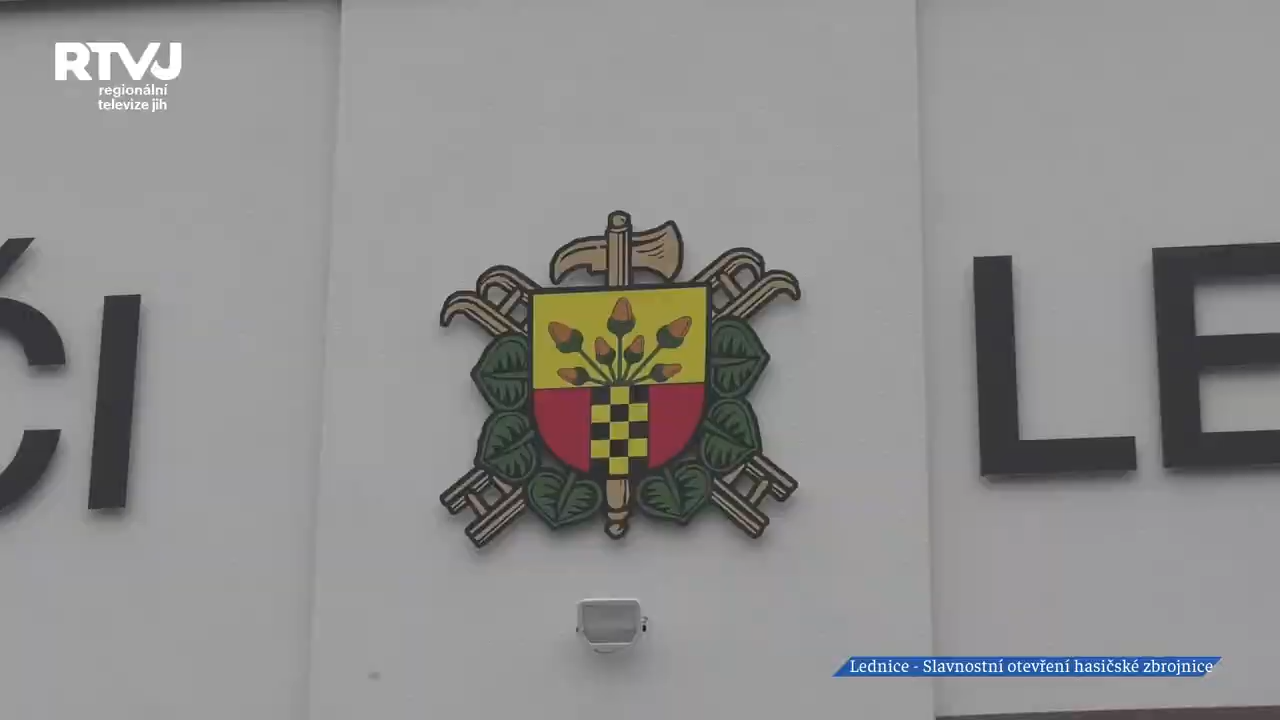 RTVJ
regionální
televize jih
ČI
LE
Lednice - Slavnostní otevření hasičské zbrojnice